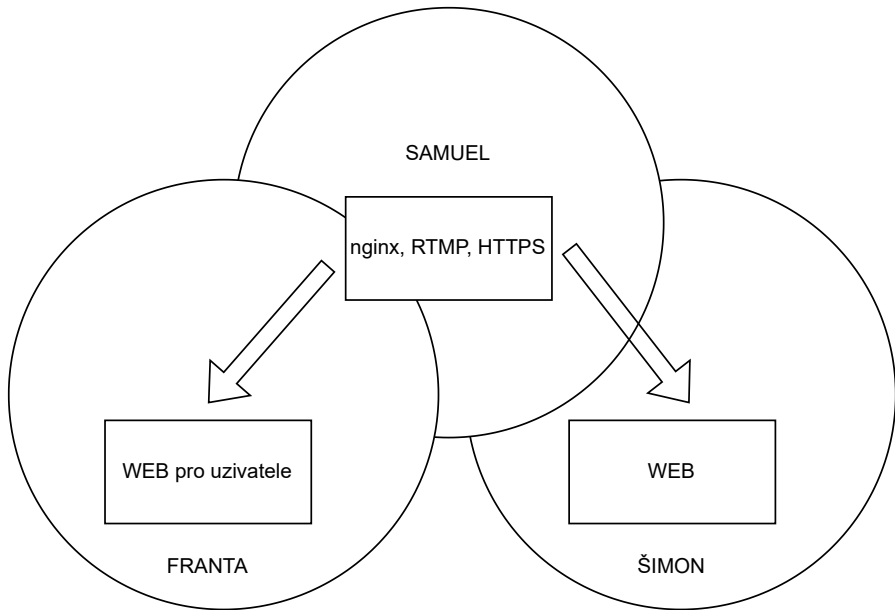 SAMUEL
nginx, RTMP, HTTPS
WEB pro uzivatele
WEB
FRANTA
ŠIMON